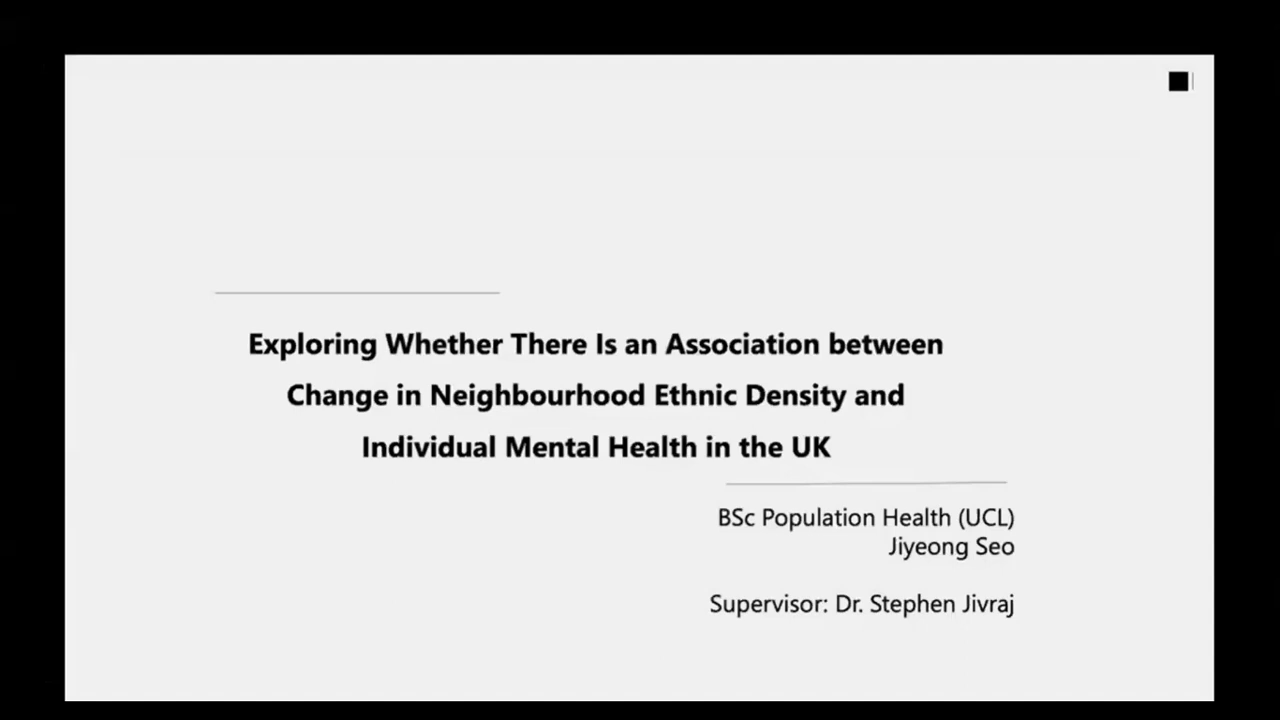 Exploring Whether There Is an Association between
Change in Neighbourhood Ethnic Density and
Individual Mental Health in the UK
BSc Population Health (UCL)
Jiyeong Seo
Supervisor: Dr. Stephen Jivraj